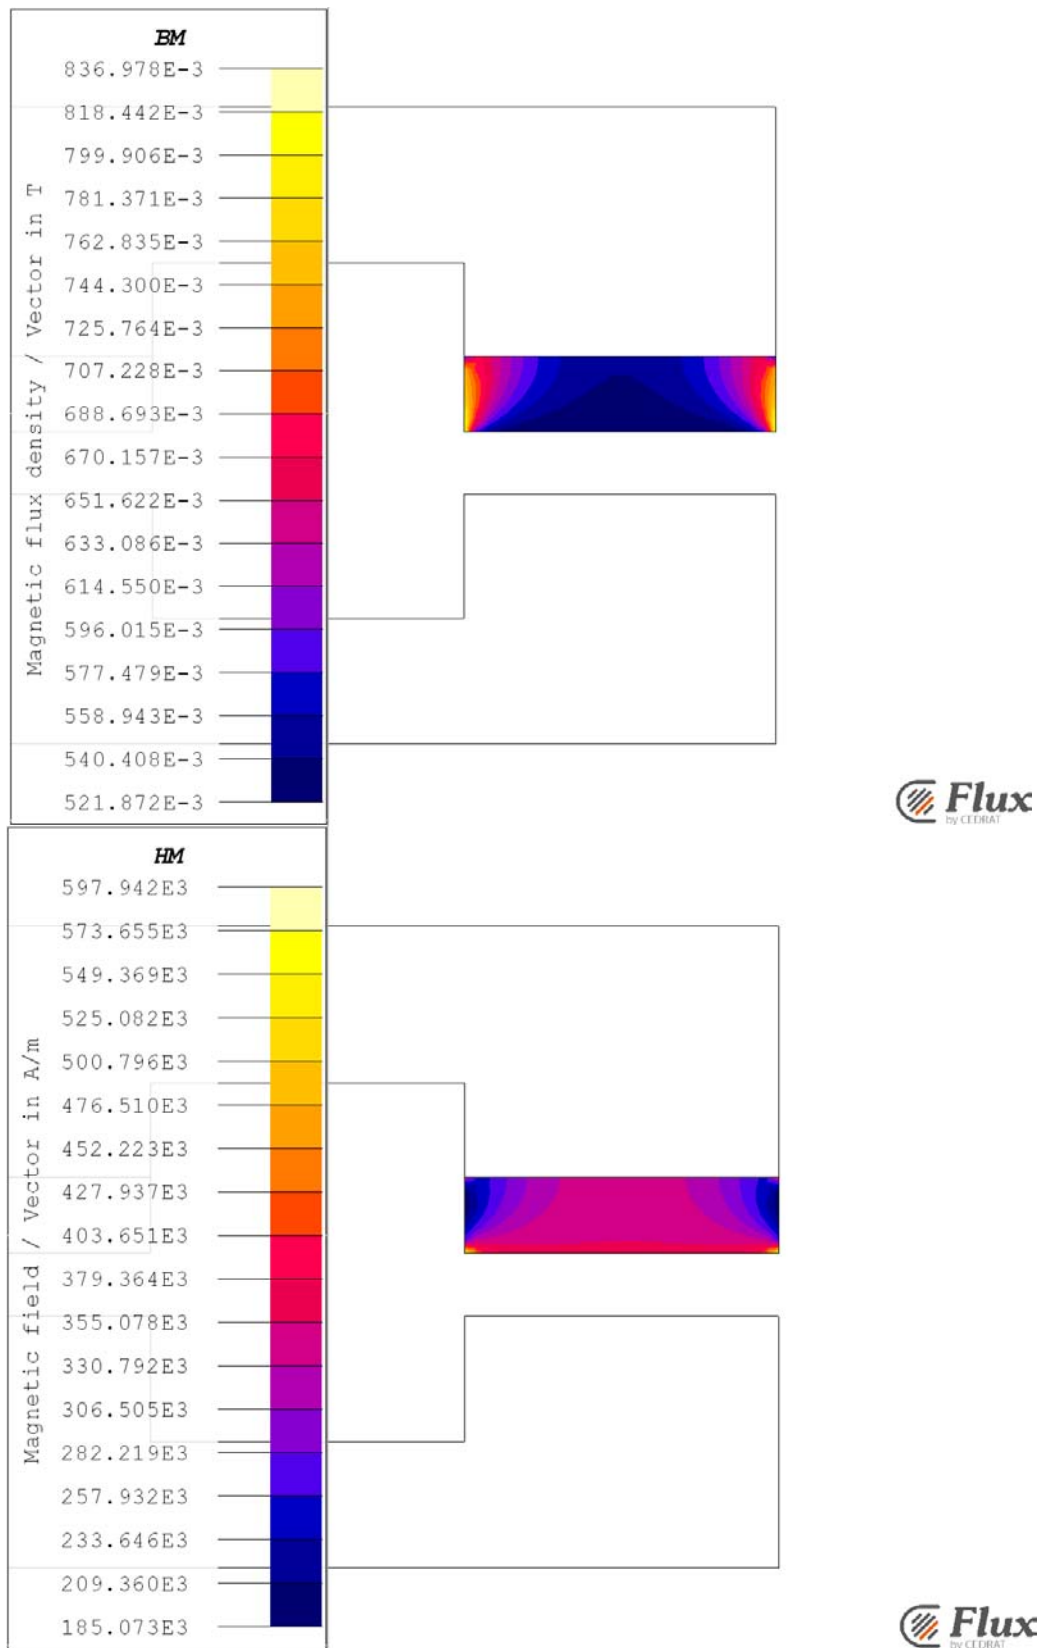 BM
836.978E-3
818.442E-3
799.906E-3
781.371E-3
762.835E-3
744.300E-3
725.764E-3
707.228E-3
688.693E-3
670.157E-3
651.622E-3
633.086E-3
614.550E-3
596.015E-3
577.479E-3
558.943E-3
540.408E-3
521.872E-3
Magnetic flux density / Vector in T
Flux
by CEDRAT
HM
597.942E3
573.655E3
549.369E3
525.082E3
500.796E3
476.510E3
452.223E3
427.937E3
403.651E3
379.364E3
355.078E3
330.792E3
306.505E3
282.219E3
257.932E3
233.646E3
209.360E3
185.073E3
Magnetic field / Vector in A/m
Flux
by CEDRAT